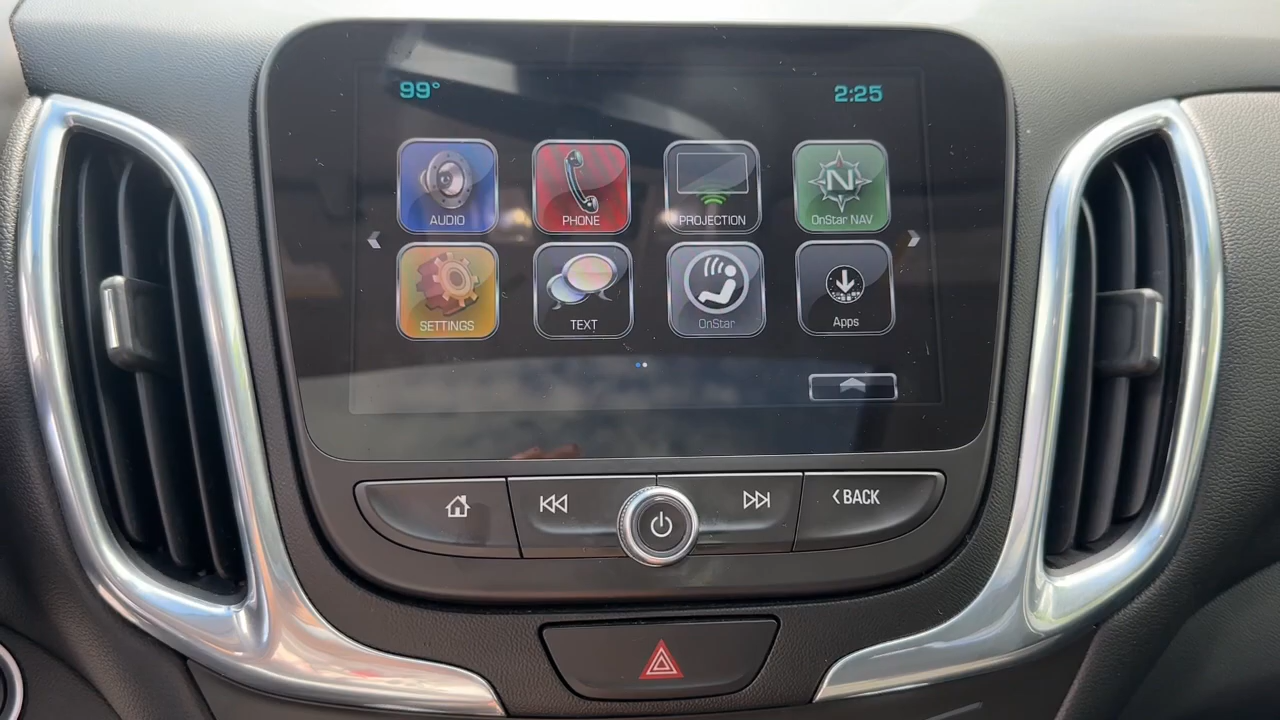 99°
2:25
AUDIO
PHONE
PROJECTION
N
OnStar NAV
SETTINGS
TEXT
OnStar
Apps
BACK